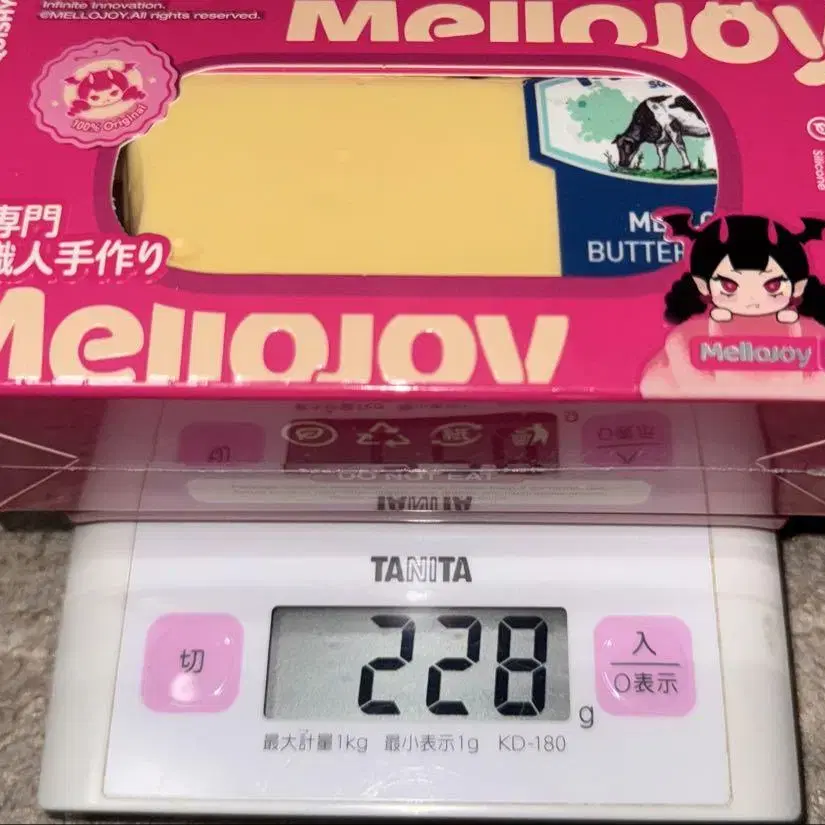 Infinite Innovation.
©MELLOJOY.All rights reserved.
MelloJoy
100% Original
Silicone
専門
職人手作り
BUTTER
MelloJoy
MelloJoy
DO NOT EAT
TANITA
TANITA
切
228 g
入
0表示
最大計量1kg 最小表示1g KD-180